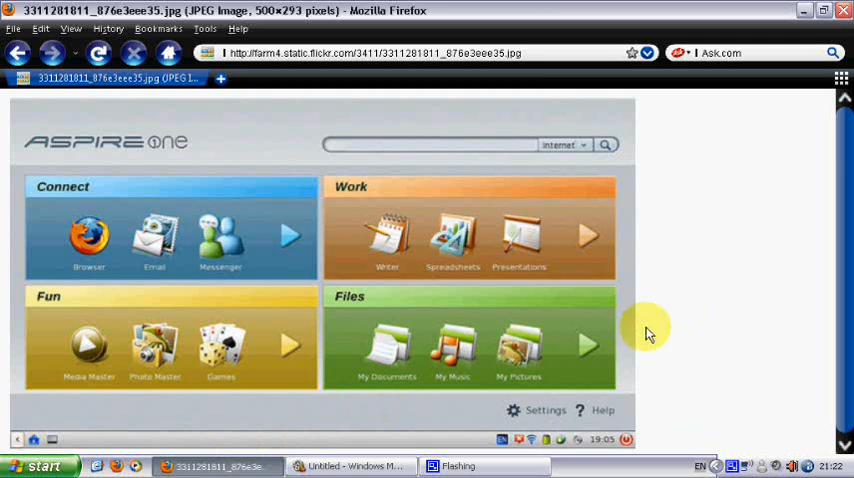 3311281811_876e3eee35.jpg (JPEG Image, 500×293 pixels) - Mozilla Firefox
File Edit View History Bookmarks Tools Help
http://farm4.static.flickr.com/3411/3311281811_876e3eee35.jpg
Ask.com
3311281811_876e3eee35.jpg (JPEG I...
ASPIRE one
Internet
Connect
Work
Browser Email Messenger
Writer Spreadsheets Presentations
Fun
Files
Media Master Photo Master Games
My Documents My Music My Pictures
Settings ? Help
EN 19:05
start
3311281811_876e3e...
Untitled - Windows M...
Flashing
EN 21:22